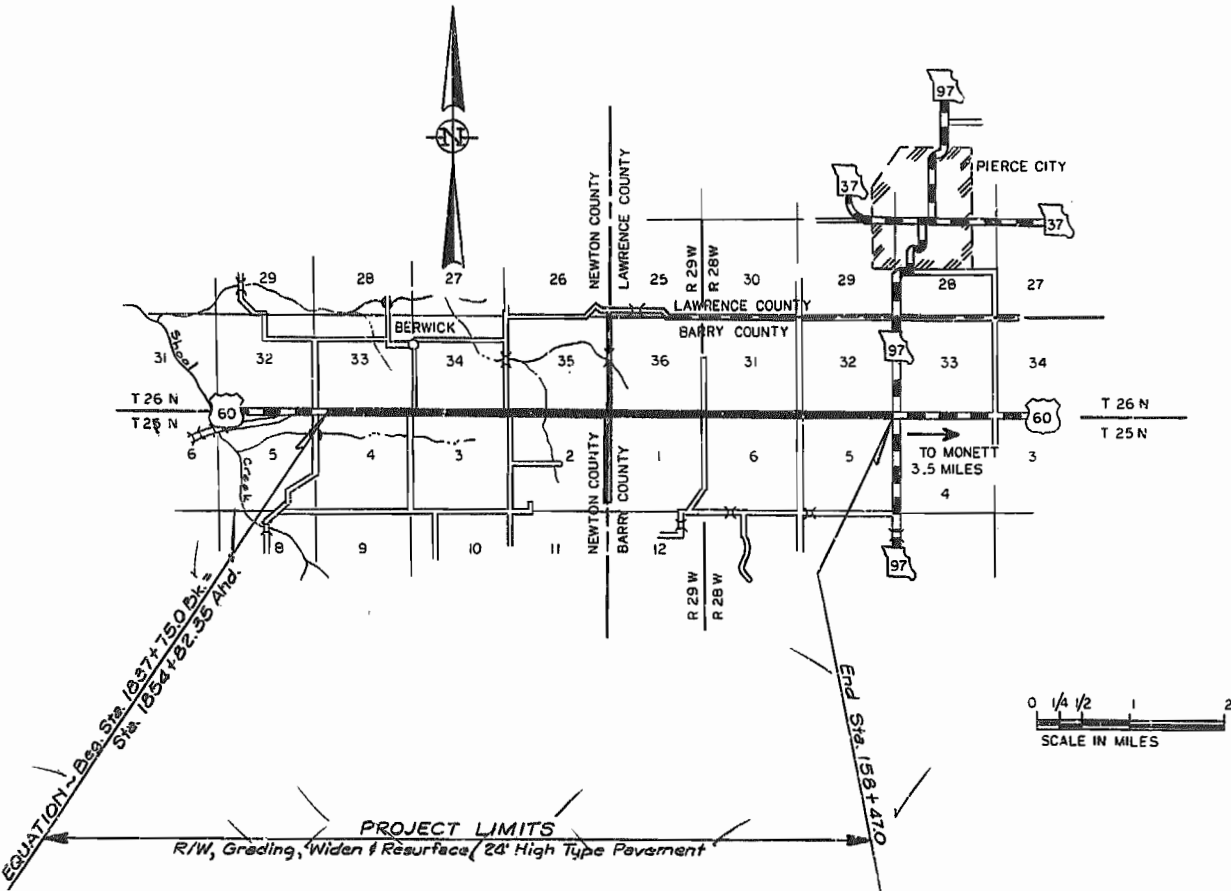 N
97
PIERCE CITY
37
37
NEWTON COUNTY
LAWRENCE COUNTY
29
28
27
26
25
R 29W
R 28W
30
29
28
27
LAWRENCE COUNTY
BARRY COUNTY
BERWICK
31
32
33
34
35
36
31
32
97
33
34
Shoal
Creek
T 26 N
T 25 N
60
60
T 26 N
T 25 N
6
5
4
3
2
1
6
5
4
3
TO MONETT
3.5 MILES
NEWTON COUNTY
BARRY COUNTY
8
9
10
11
12
97
R 29 W
R 28 W
EQUATION ~ Beg. Sta. 1837+75.0 Bk. =
Sta. 1854+82.35 Ahd.
End Sta. 158+47.0
0 1/4 1/2 1 2
SCALE IN MILES
PROJECT LIMITS
R/W, Grading, Widen & Resurface, 24' High Type Pavement